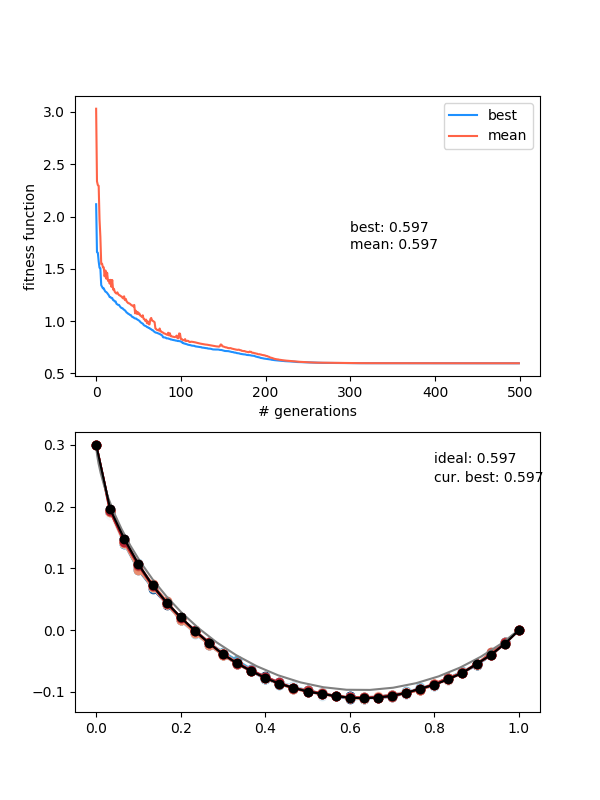 3.0
2.5
2.0
1.5
1.0
0.5
fitness function
best
mean
best: 0.597
mean: 0.597
0 100 200 300 400 500
# generations
0.3
0.2
0.1
0.0
−0.1
ideal: 0.597
cur. best: 0.597
0.0 0.2 0.4 0.6 0.8 1.0